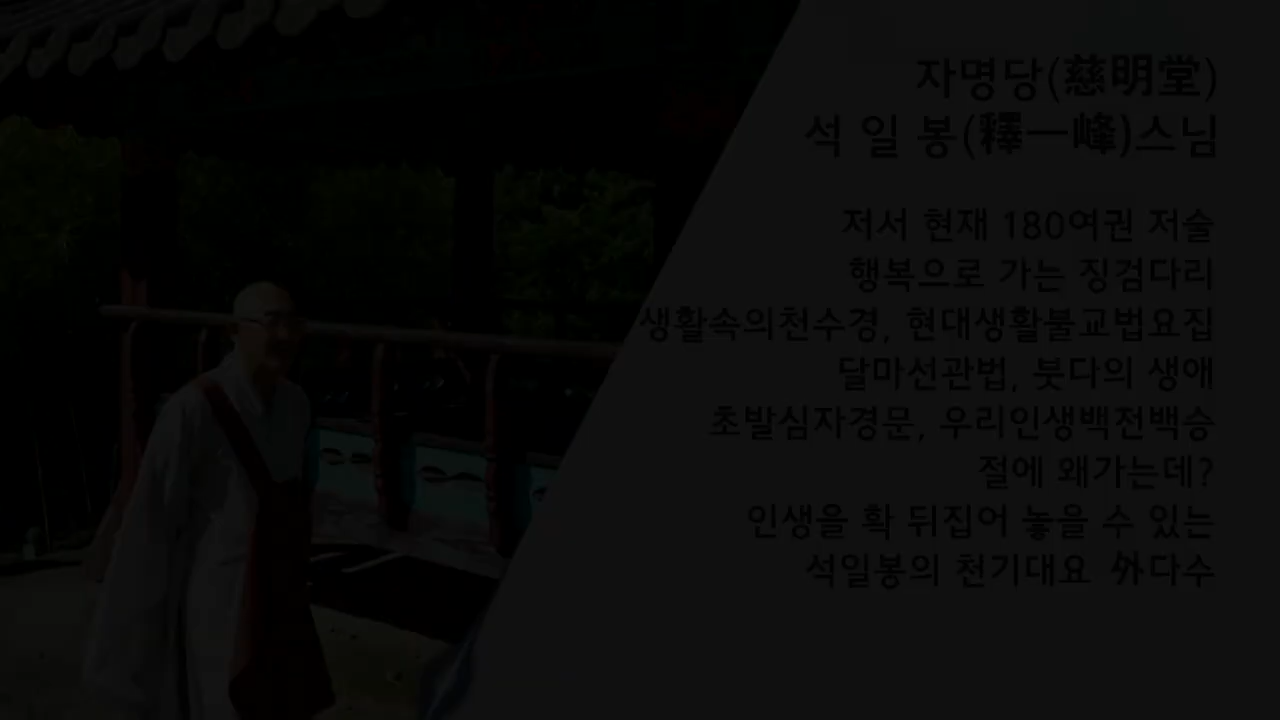 자명당(慈明堂)
석 일 봉(釋一峰)스님
저서 현재 180여권 저술
행복으로 가는 징검다리
생활속의천수경, 현대생활불교법요집
달마선관법, 붓다의 생애
초발심자경문, 우리인생백전백승
절에 왜가는데?
인생을 확 뒤집어 놓을 수 있는
석일봉의 천기대요 外다수